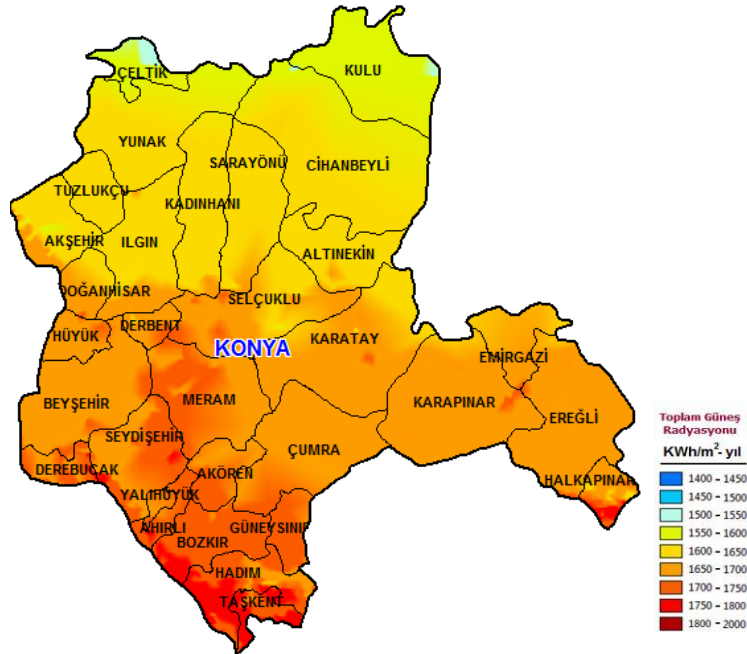 KULU
ÇELTİK
YUNAK
SARAYÖNÜ
CİHANBEYLİ
TUZLUKÇU
KADINHANI
AKŞEHİR
ILGIN
ALTINEKİN
DOĞANHİSAR
SELÇUKLU
DERBENT
HÜYÜK
KONYA
KARATAY
EMİRGAZİ
BEYŞEHİR
MERAM
KARAPINAR
EREĞLİ
SEYDİŞEHİR
ÇUMRA
DEREBUCAK
AKÖREN
HALKAPINAR
YALIHÜYÜK
AHIRLI
GÜNEYSINIR
BOZKIR
HADIM
TAŞKENT
Toplam Güneş
Radyasyonu
KWh/m²- yıl
1400 - 1450
1450 - 1500
1500 - 1550
1550 - 1600
1600 - 1650
1650 - 1700
1700 - 1750
1750 - 1800
1800 - 2000